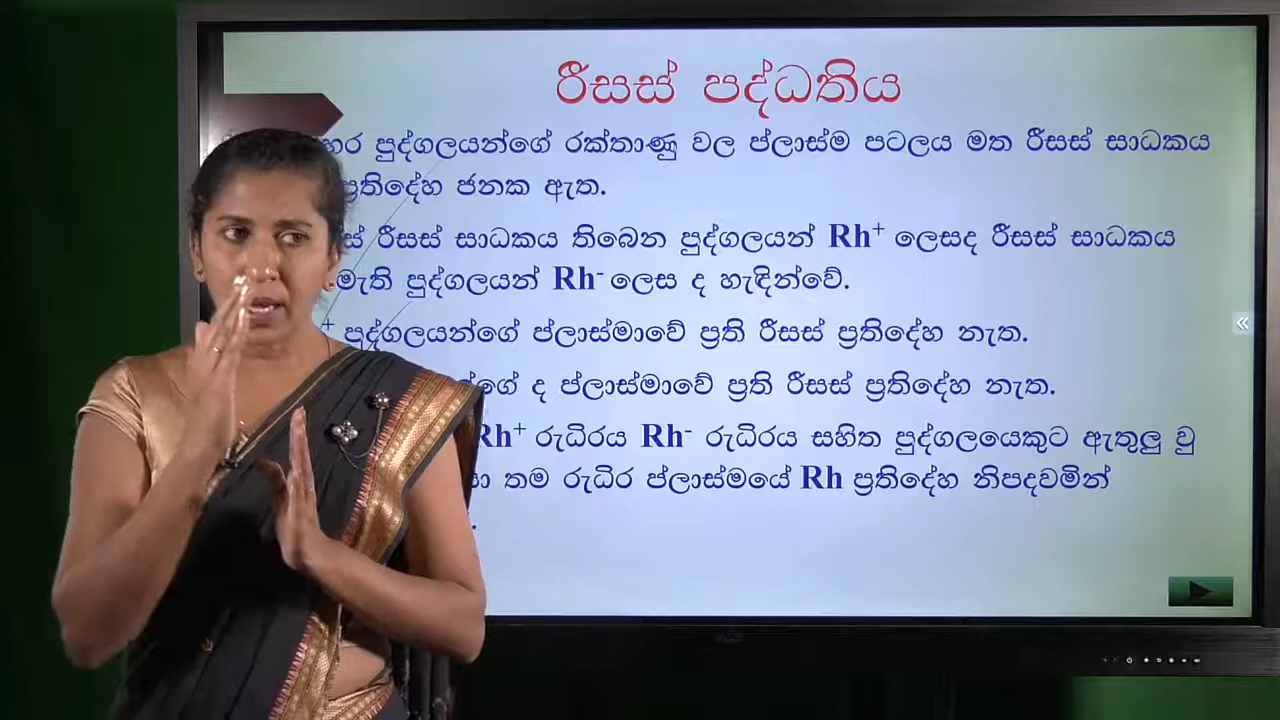 රීසස් පද්ධතිය
පුද්ගලයන්ගේ රක්තාණු වල ප්ලාස්ම පටලය මත රීසස් සාධකය
ප්‍රතිදේහ ජනක ඇත.
රීසස් සාධකය තිබෙන පුද්ගලයන් Rh⁺ ලෙසද රීසස් සාධකය
පුද්ගලයන් Rh⁻ ලෙස ද හැඳින්වේ.
පුද්ගලයන්ගේ ප්ලාස්මාවේ ප්‍රති රීසස් ප්‍රතිදේහ නැත.
ද ප්ලාස්මාවේ ප්‍රති රීසස් ප්‍රතිදේහ නැත.
Rh⁺ රුධිරය Rh⁻ රුධිරය සහිත පුද්ගලයෙකුට ඇතුලු වු
තම රුධිර ප්ලාස්මයේ Rh ප්‍රතිදේහ නිපදවමින්